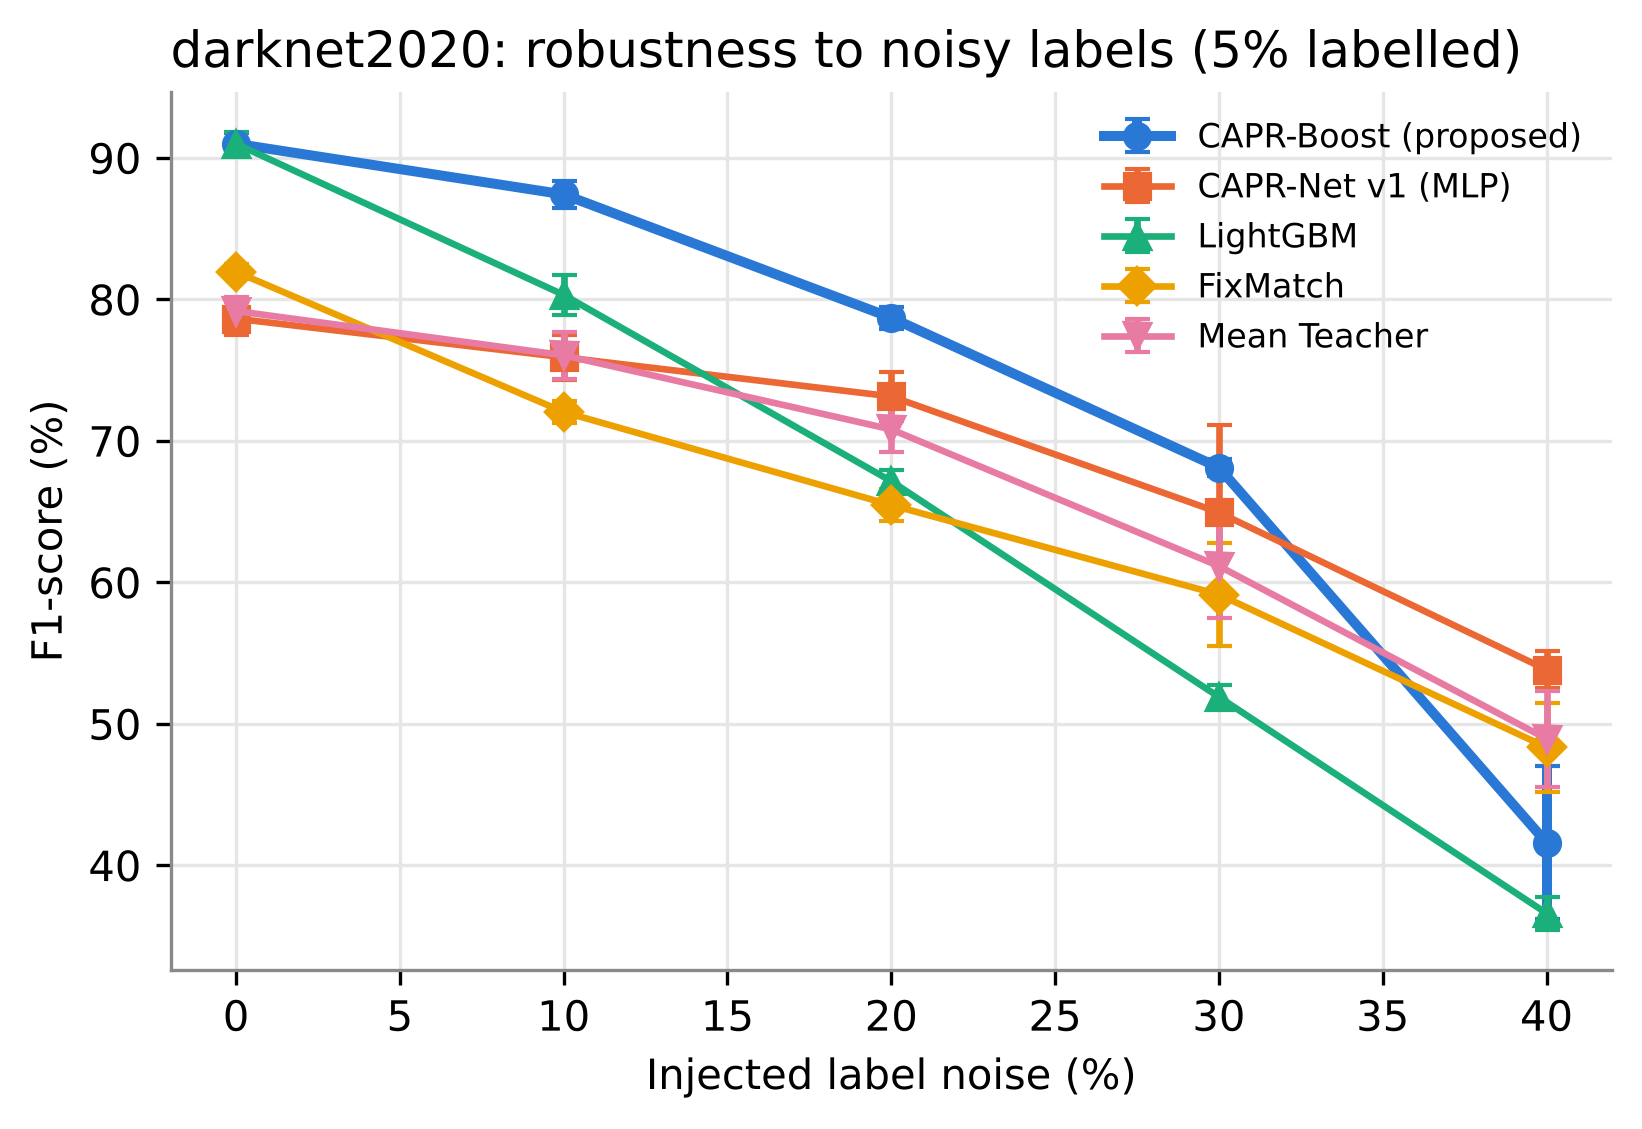 darknet2020: robustness to noisy labels (5% labelled)
CAPR-Boost (proposed)
CAPR-Net v1 (MLP)
LightGBM
FixMatch
Mean Teacher
F1-score (%)
90
80
70
60
50
40
0 5 10 15 20 25 30 35 40
Injected label noise (%)